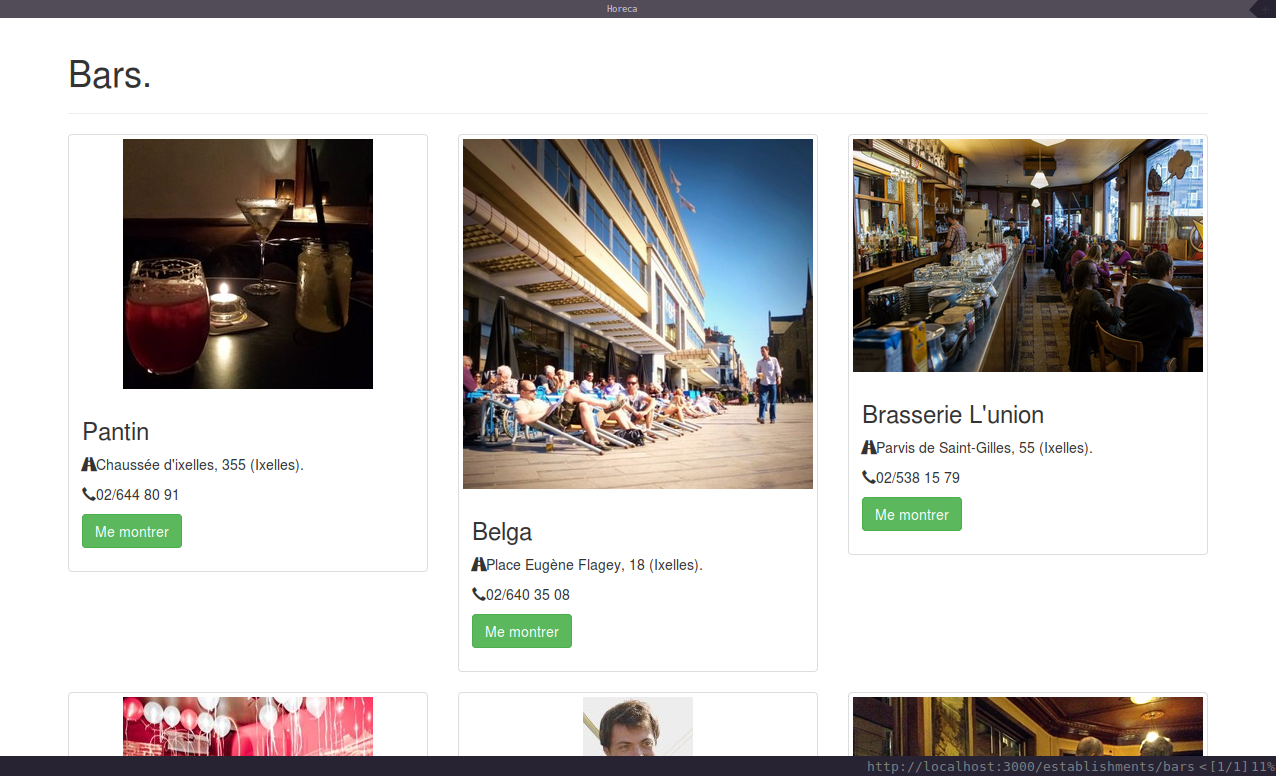 Horeca
Bars.
Pantin
Chaussée d'ixelles, 355 (Ixelles).
02/644 80 91
Me montrer
Belga
Place Eugène Flagey, 18 (Ixelles).
02/640 35 08
Me montrer
Brasserie L'union
Parvis de Saint-Gilles, 55 (Ixelles).
02/538 15 79
Me montrer
http://localhost:3000/establishments/bars < [1/1] 11%